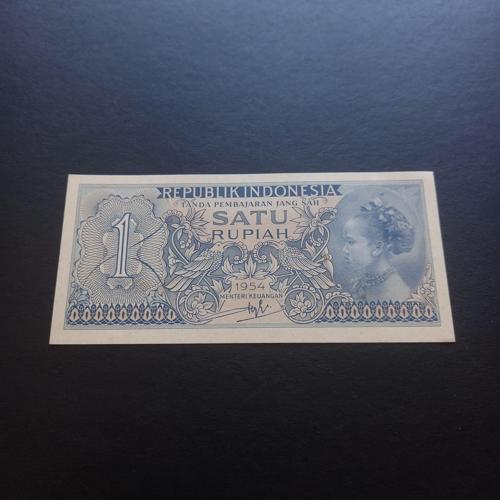 REPUBLIK INDONESIA
TANDA PEMBAJARAN JANG SAH
SATU
RUPIAH
1
1954
MENTERI KEUANGAN